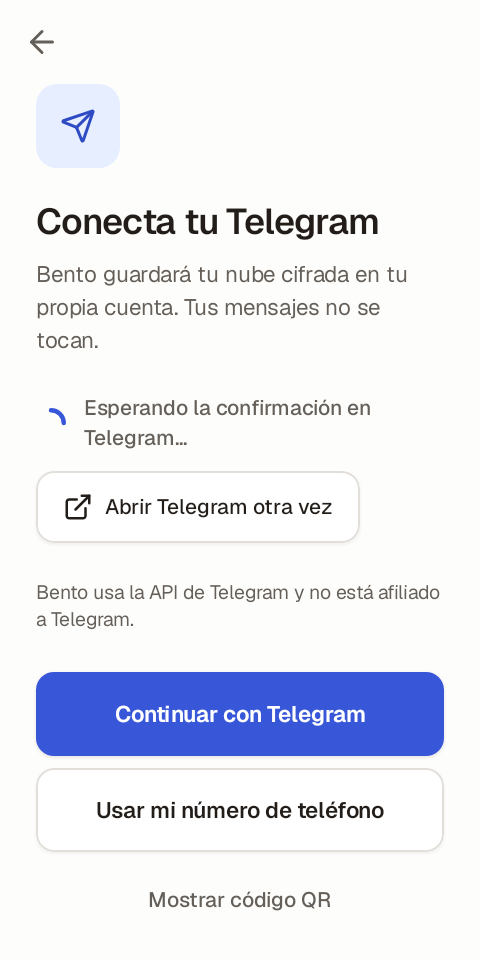 Conecta tu Telegram
Bento guardará tu nube cifrada en tu
propia cuenta. Tus mensajes no se
tocan.
Esperando la confirmación en
Telegram...
Abrir Telegram otra vez
Bento usa la API de Telegram y no está afiliado
a Telegram.
Continuar con Telegram
Usar mi número de teléfono
Mostrar código QR